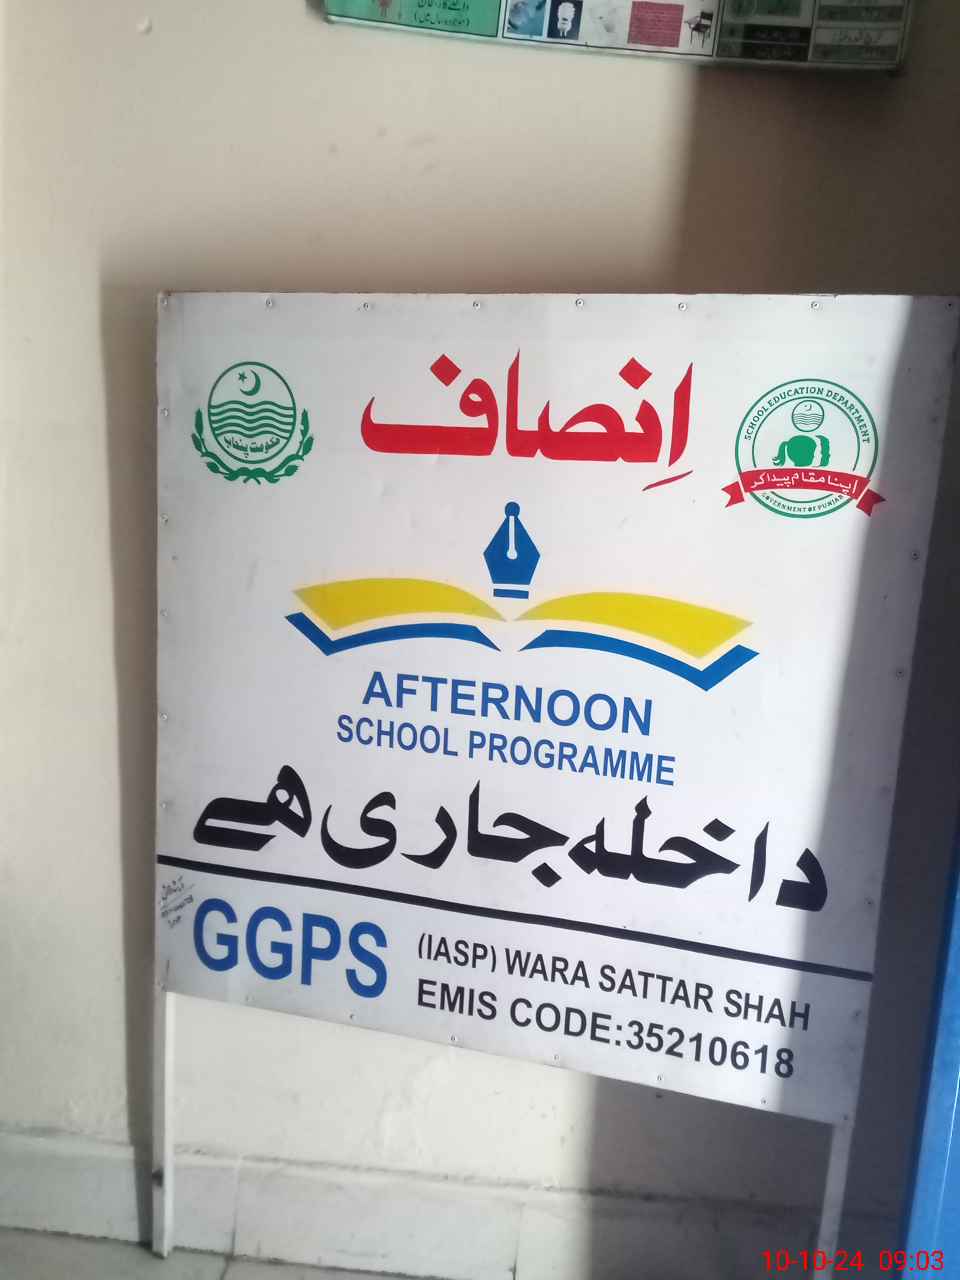 انصاف
حکومت پنجاب
SCHOOL EDUCATION DEPARTMENT
اپنا مقام پیدا کر
GOVERNMENT OF PUNJAB
AFTERNOON
SCHOOL PROGRAMME
داخلہ جاری ھے
GGPS
(IASP) WARA SATTAR SHAH
EMIS CODE:35210618
10-10-24 09:03